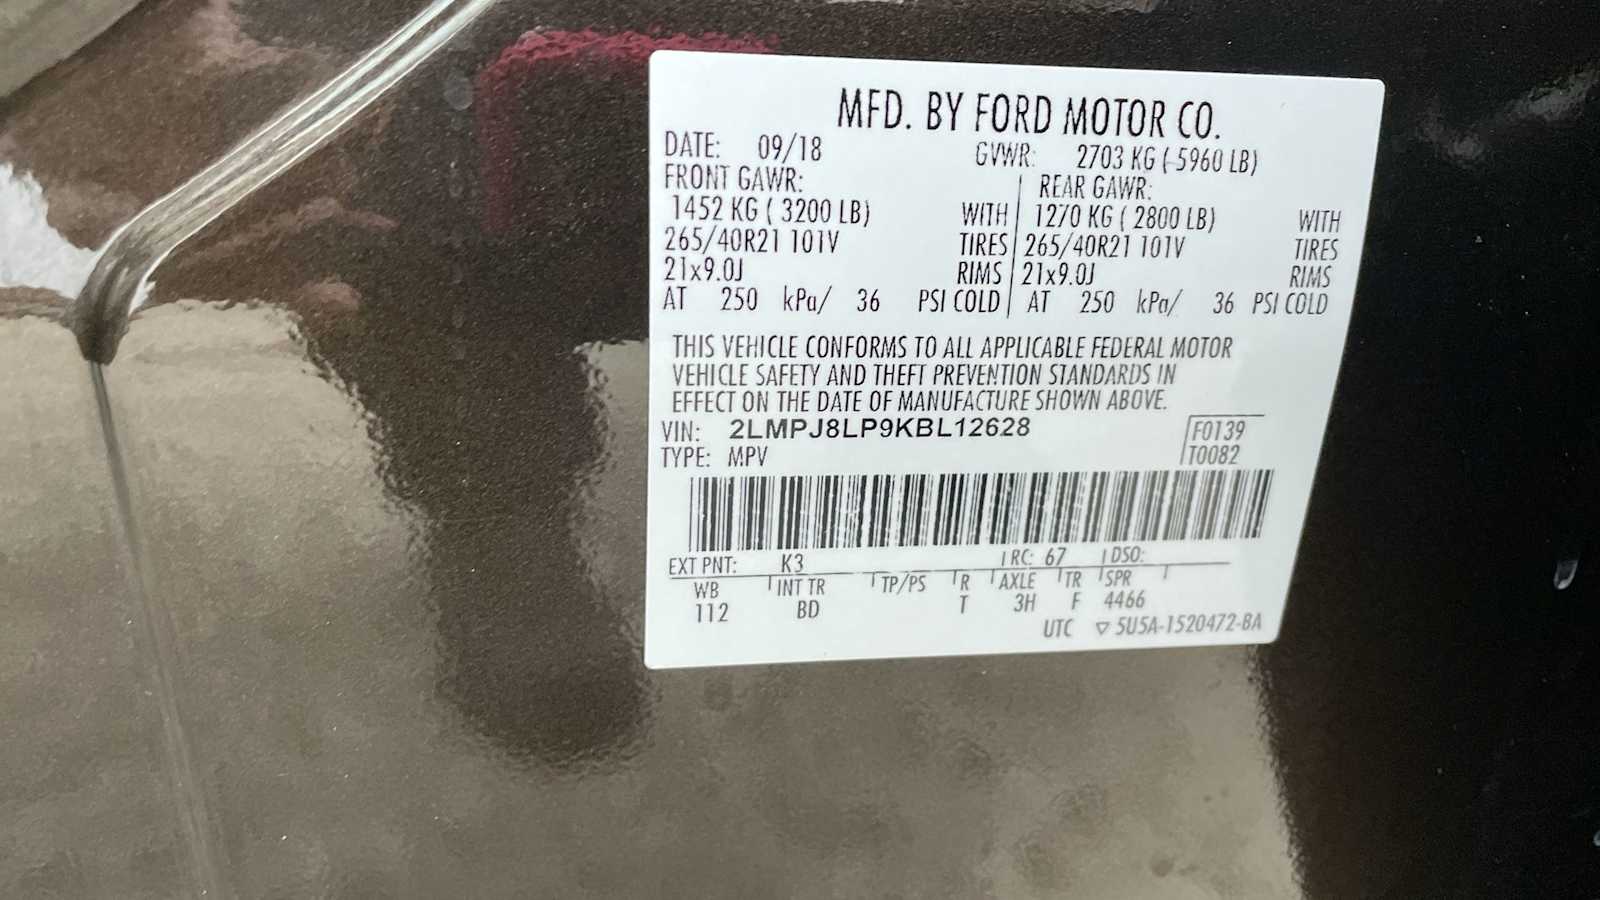 MFD. BY FORD MOTOR CO.
DATE: 09/18 GVWR: 2703 KG ( 5960 LB)
FRONT GAWR: REAR GAWR:
1452 KG ( 3200 LB) WITH 1270 KG ( 2800 LB) WITH
265/40R21 101V TIRES 265/40R21 101V TIRES
21x9.0J RIMS 21x9.0J RIMS
AT 250 kPa/ 36 PSI COLD AT 250 kPa/ 36 PSI COLD
THIS VEHICLE CONFORMS TO ALL APPLICABLE FEDERAL MOTOR
VEHICLE SAFETY AND THEFT PREVENTION STANDARDS IN
EFFECT ON THE DATE OF MANUFACTURE SHOWN ABOVE.
VIN: 2LMPJ8LP9KBL12628 F0139
TYPE: MPV T0082
EXT PNT: K3 RC: 67 DSO:
WB INT TR TP/PS R AXLE TR SPR
112 BD T 3H F 4466
UTC ▽ 5U5A-1520472-BA